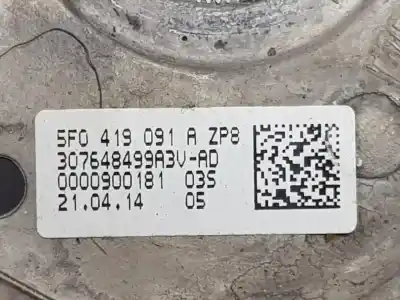 5F0 419 091 A ZP8
307648499A3V-AD
0000900181 03S
21.04.14 05